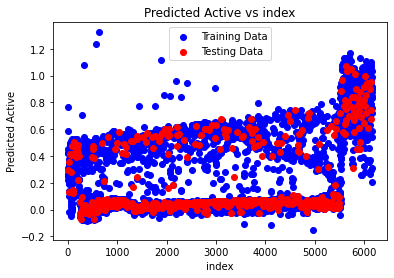 Predicted Active vs index
Training Data
Testing Data
Predicted Active
1.2
1.0
0.8
0.6
0.4
0.2
0.0
−0.2
0 1000 2000 3000 4000 5000 6000
index